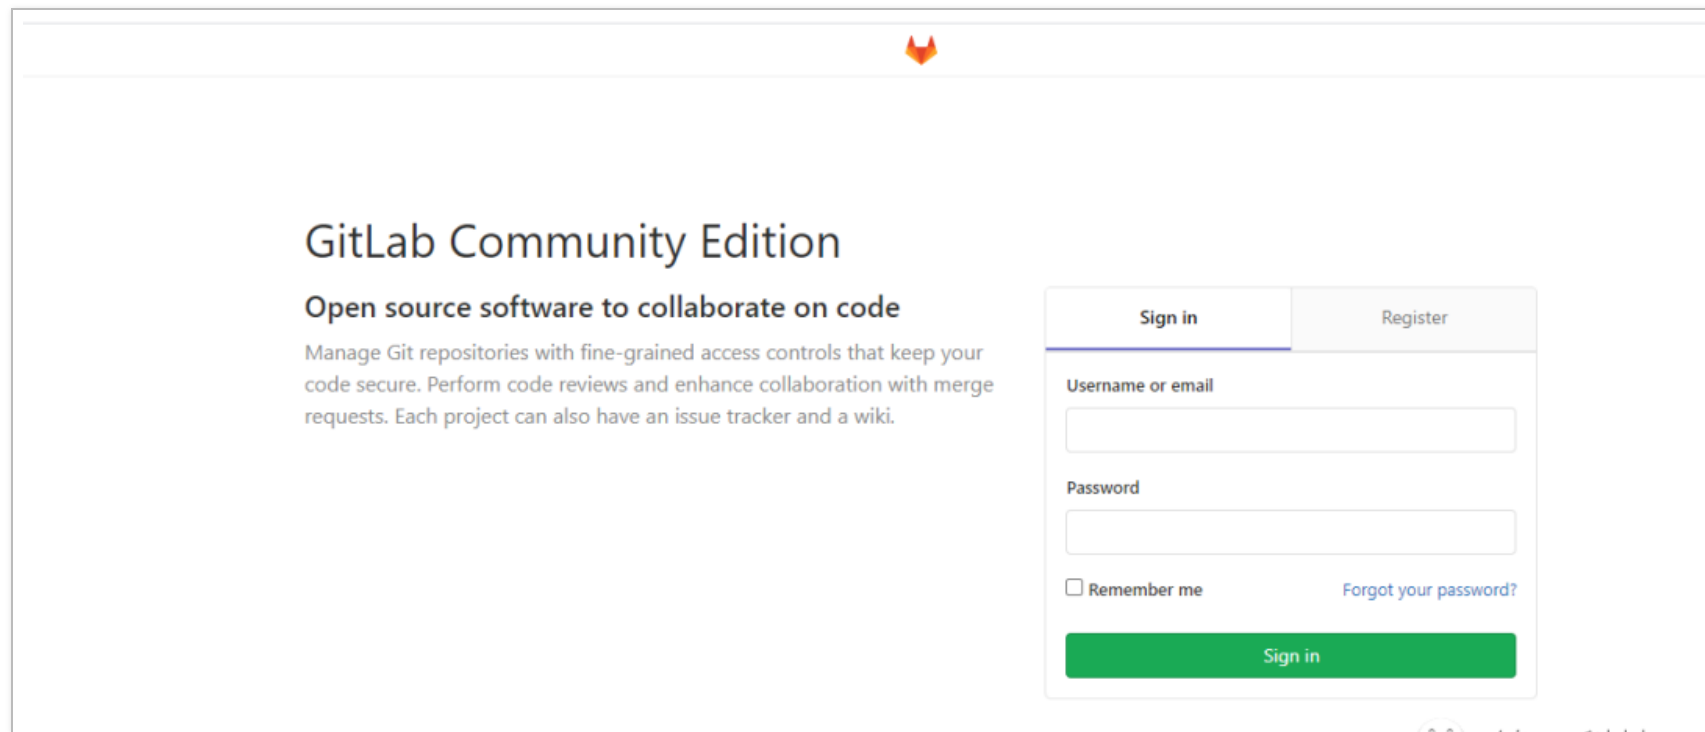 GitLab Community Edition
Open source software to collaborate on code
Manage Git repositories with fine-grained access controls that keep your
code secure. Perform code reviews and enhance collaboration with merge
requests. Each project can also have an issue tracker and a wiki.
Sign in
Register
Username or email
Password
Remember me
Forgot your password?
Sign in